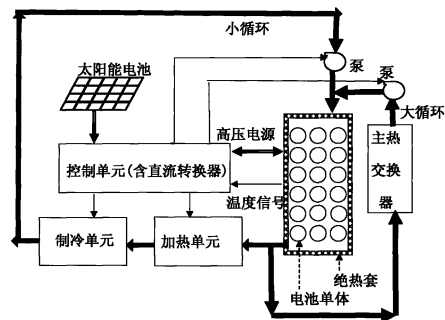 小循环
泵
泵
太阳能电池
大循环
高压电源
控制单元(含直流转换器)
温度信号
主热
交换
器
制冷单元
加热单元
绝热套
电池单体